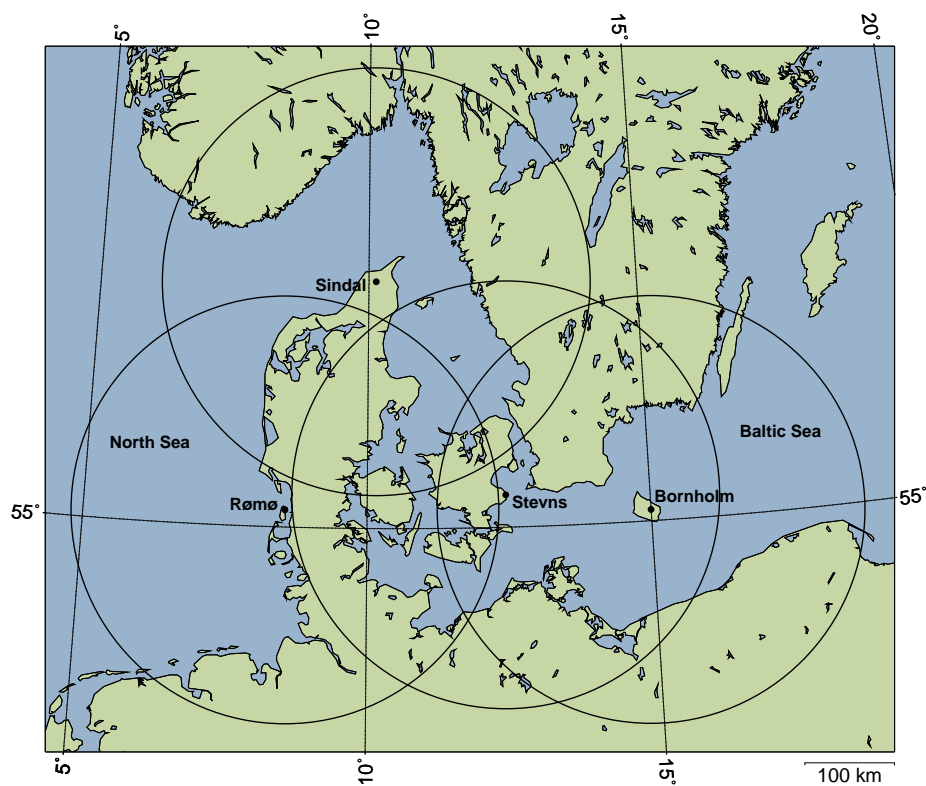 5°
10°
15°
20°
Sindal
North Sea
Baltic Sea
Rømø
Stevns
Bornholm
55°
55°
5°
10°
15°
100 km